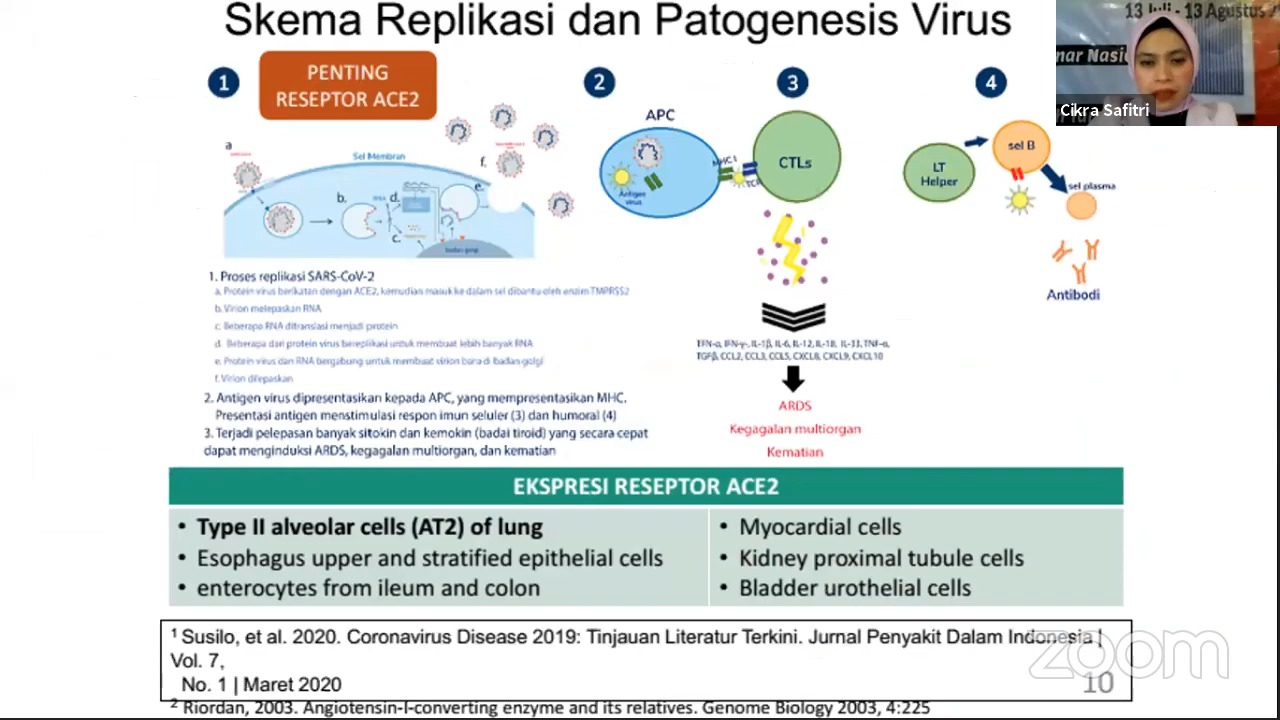 Skema Replikasi dan Patogenesis Virus
13 Juli - 13 Agustus
nar Nasi
Cikra Safitri
1
PENTING
RESEPTOR ACE2
2
3
4
APC
a
Sel Membran
f.
e.
b.
d.
c.
RNA
badan golgi
Antigen
virus
MHC I
TCR
CTLs
LT
Helper
sel B
sel plasma
Antibodi
1. Proses replikasi SARS-CoV-2
a. Protein virus berikatan dengan ACE2, kemudian masuk ke dalam sel dibantu oleh enzim TMPRSS2
b. Virion melepaskan RNA
c. Beberapa RNA ditranslasi menjadi protein
d. Beberapa dari protein virus bereplikasi untuk membuat lebih banyak RNA
e. Protein virus dan RNA bergabung untuk membuat virion baru di badan golgi
f. Virion dilepaskan
2. Antigen virus dipresentasikan kepada APC, yang mempresentasikan MHC.
Presentasi antigen menstimulasi respon imun seluler (3) dan humoral (4)
3. Terjadi pelepasan banyak sitokin dan kemokin (badai tiroid) yang secara cepat
dapat menginduksi ARDS, kegagalan multiorgan, dan kematian
IL-1β, IL-6, IL-12, IL-18, IL-33, TNF-α,
TGFβ, CCL2, CCL3, CCL5, CXCL8, CXCL9, CXCL10
ARDS
Kegagalan multiorgan
Kematian
EKSPRESI RESEPTOR ACE2
• Type II alveolar cells (AT2) of lung
• Esophagus upper and stratified epithelial cells
• enterocytes from ileum and colon
• Myocardial cells
• Kidney proximal tubule cells
• Bladder urothelial cells
1 Susilo, et al. 2020. Coronavirus Disease 2019: Tinjauan Literatur Terkini. Jurnal Penyakit Dalam Indonesia |
Vol. 7,
No. 1 | Maret 2020
2 Riordan, 2003. Angiotensin-I-converting enzyme and its relatives. Genome Biology 2003, 4:225
zoom
10